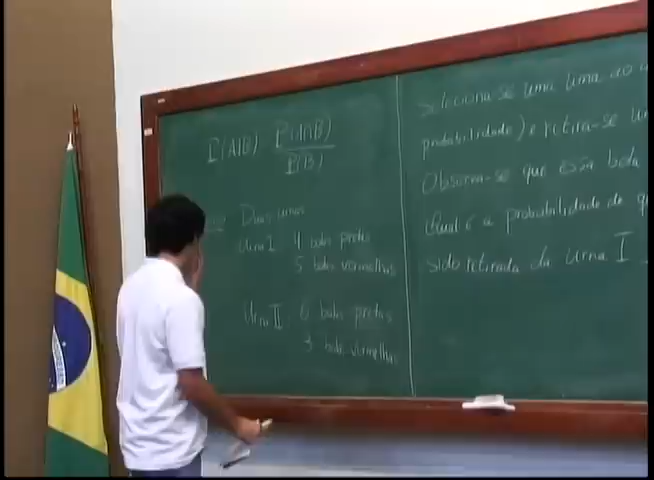 P(A|B) P(A∩B)
P(B)
Duas urnas
Urna I 4 bolas pretas
5 bolas vermelhas
Urna II 6 bolas pretas
3 bolas vermelhas
Seleciona-se uma urna ao
probabilidade) e retira-se
Observa-se que essa bola
Qual é a probabilidade de
sido retirada da urna I